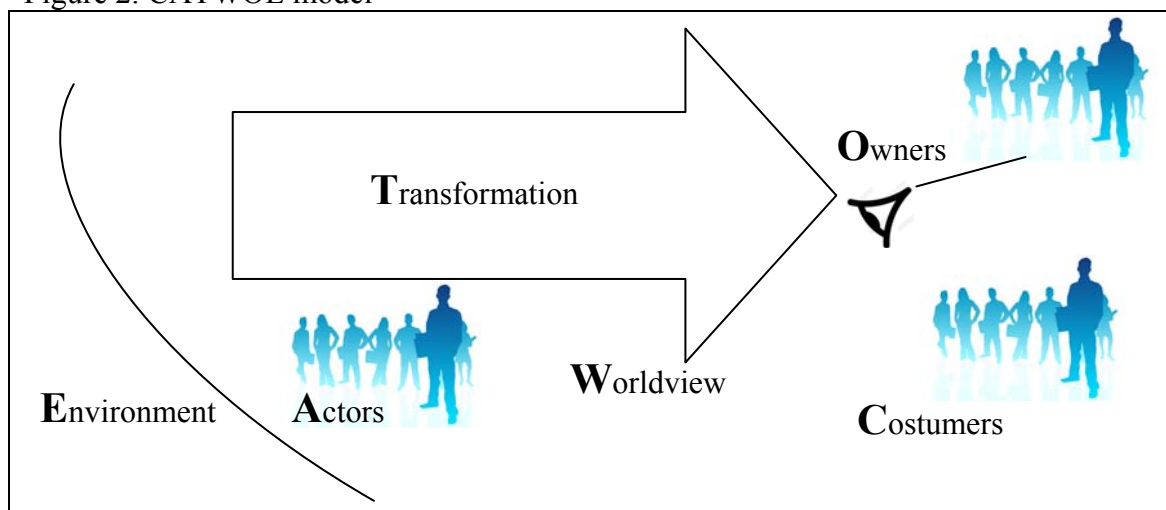 Figure 2: CATWOE model
Transformation
Owners
Worldview
Environment
Actors
Costumers